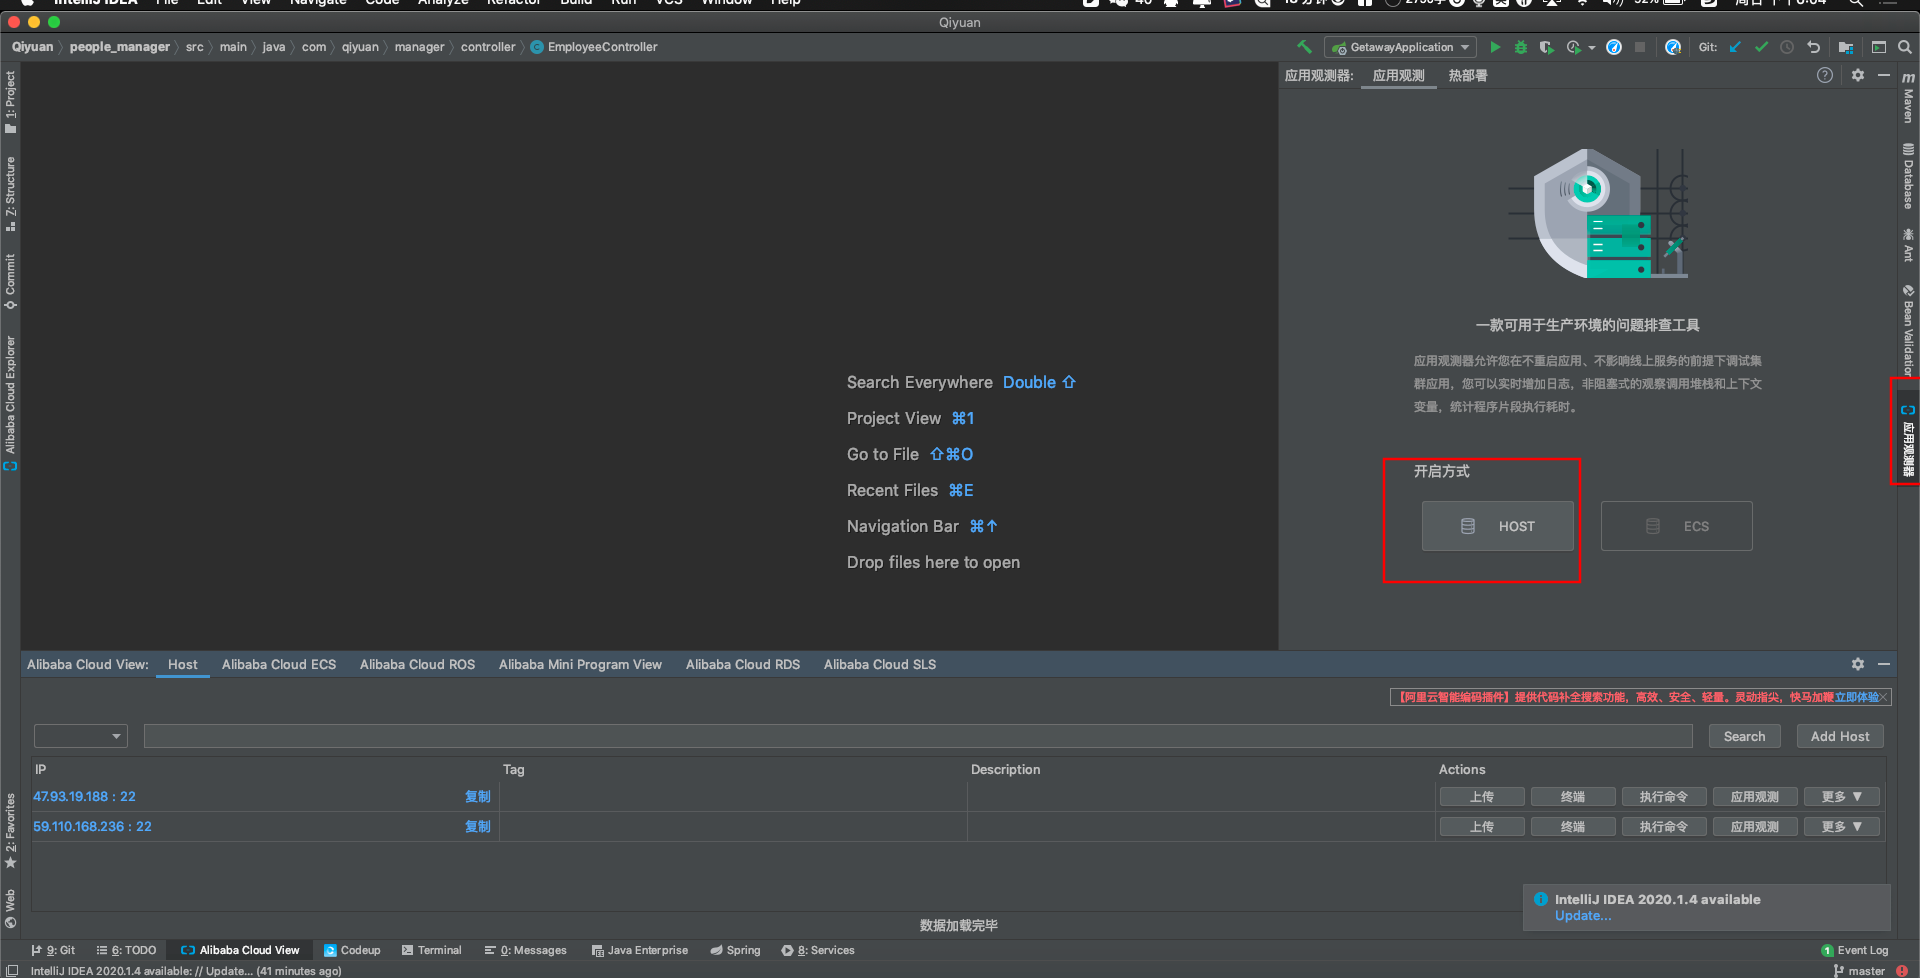 IntelliJ IDEA File Edit View Navigate Code Analyze Refactor Build Run VCS Window Help
Qiyuan
Qiyuan people_manager src main java com qiyuan manager controller EmployeeController
GetawayApplication
Git:
应用观测器: 应用观测 热部署
1: Project
Z: Structure
Commit
Alibaba Cloud Explorer
2: Favorites
Web
Maven
Database
Ant
Bean Validation
应用观测器
Search Everywhere Double ⇧
Project View ⌘1
Go to File ⇧⌘O
Recent Files ⌘E
Navigation Bar ⌘↑
Drop files here to open
一款可用于生产环境的问题排查工具
应用观测器允许您在不重启应用、不影响线上服务的前提下调试集
群应用，您可以实时增加日志，非阻塞式的观察调用堆栈和上下文
变量，统计程序片段执行耗时。
开启方式
HOST ECS
Alibaba Cloud View: Host Alibaba Cloud ECS Alibaba Cloud ROS Alibaba Mini Program View Alibaba Cloud RDS Alibaba Cloud SLS
【阿里云智能编码插件】提供代码补全搜索功能，高效、安全、轻量。灵动指尖，快马加鞭立即体验
Search Add Host
IP Tag Description Actions
47.93.19.188 : 22 复制 上传 终端 执行命令 应用观测 更多 ▼
59.110.168.236 : 22 复制 上传 终端 执行命令 应用观测 更多 ▼
IntelliJ IDEA 2020.1.4 available
Update...
数据加载完毕
9: Git 6: TODO Alibaba Cloud View Codeup Terminal 0: Messages Java Enterprise Spring 8: Services 1 Event Log
IntelliJ IDEA 2020.1.4 available: // Update... (41 minutes ago) master